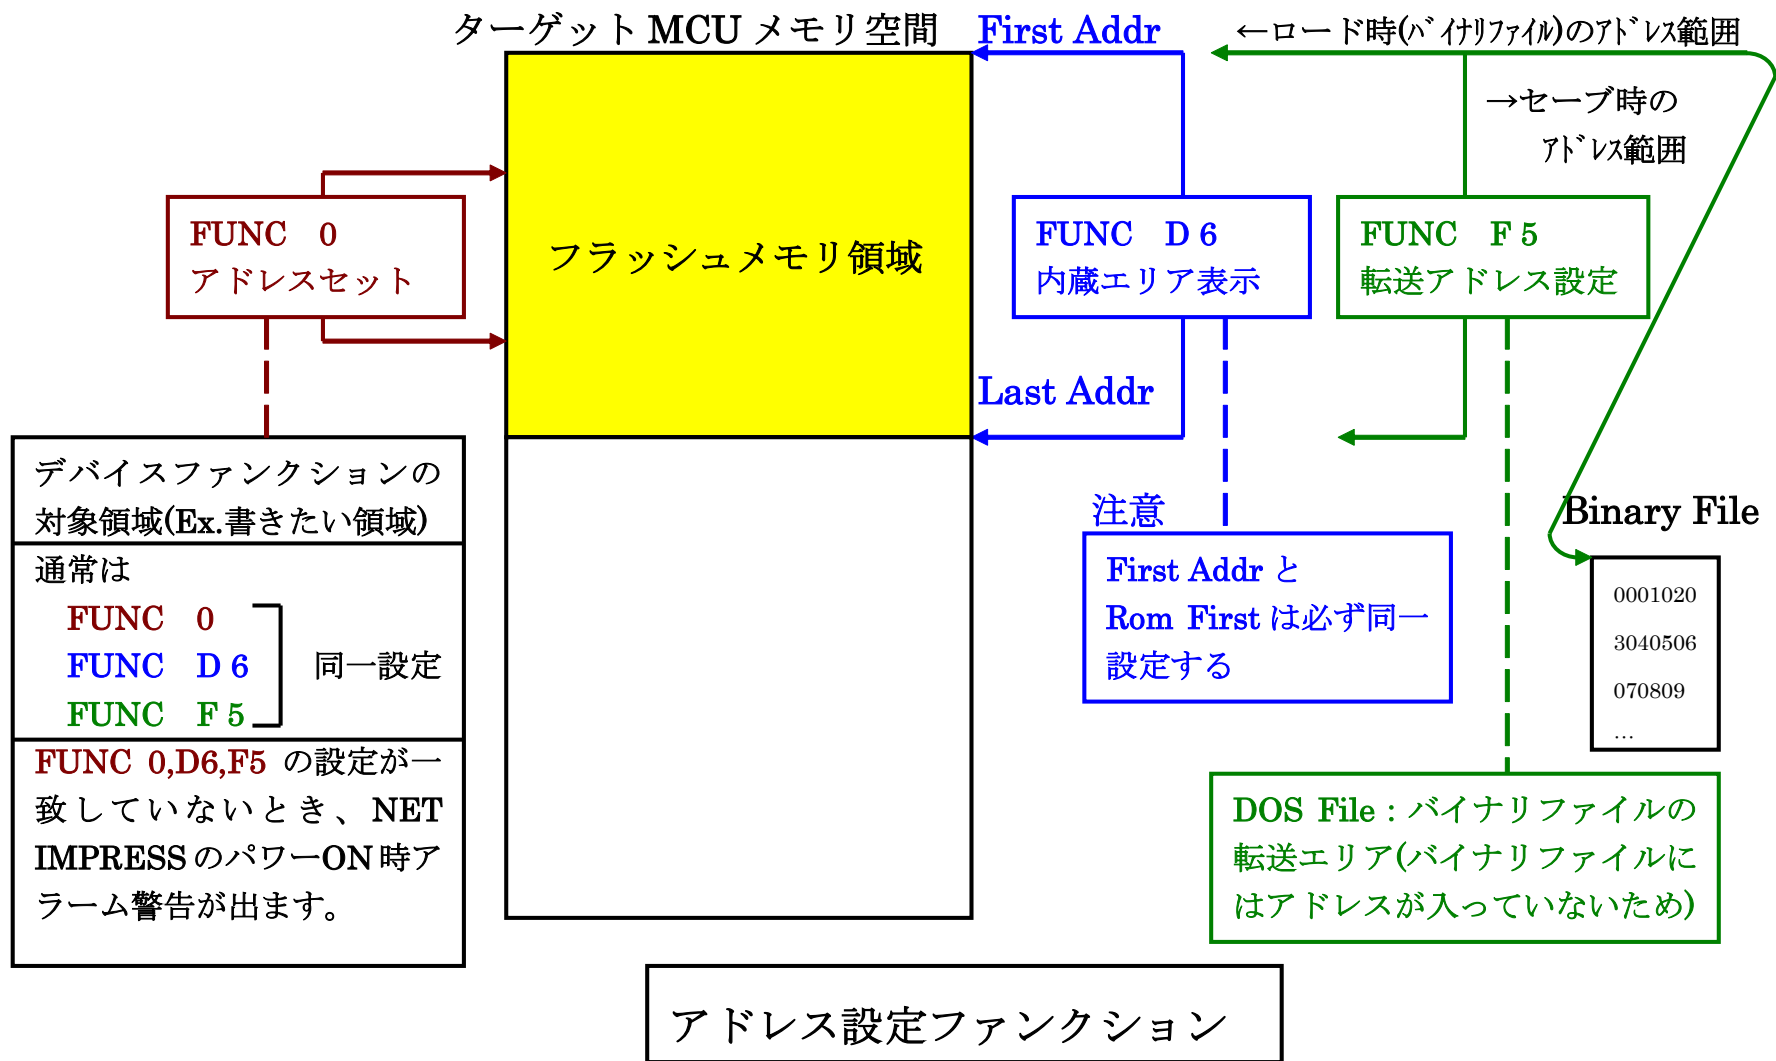 ターゲット MCU メモリ空間
First Addr
←ロード時(ﾊﾞｲﾅﾘﾌｧｲﾙ)のｱﾄﾞﾚｽ範囲
→セーブ時の
ｱﾄﾞﾚｽ範囲
FUNC 0
アドレスセット
フラッシュメモリ領域
FUNC D 6
内蔵エリア表示
FUNC F 5
転送アドレス設定
Last Addr
デバイスファンクションの
対象領域(Ex.書きたい領域)
通常は
FUNC 0
FUNC D 6
FUNC F 5
同一設定
FUNC 0,D6,F5 の設定が一
致していないとき、NET
IMPRESS のパワーON 時ア
ラーム警告が出ます。
注意
First Addr と
Rom First は必ず同一
設定する
Binary File
0001020
3040506
070809
…
DOS File：バイナリファイルの
転送エリア(バイナリファイルに
はアドレスが入っていないため)
アドレス設定ファンクション